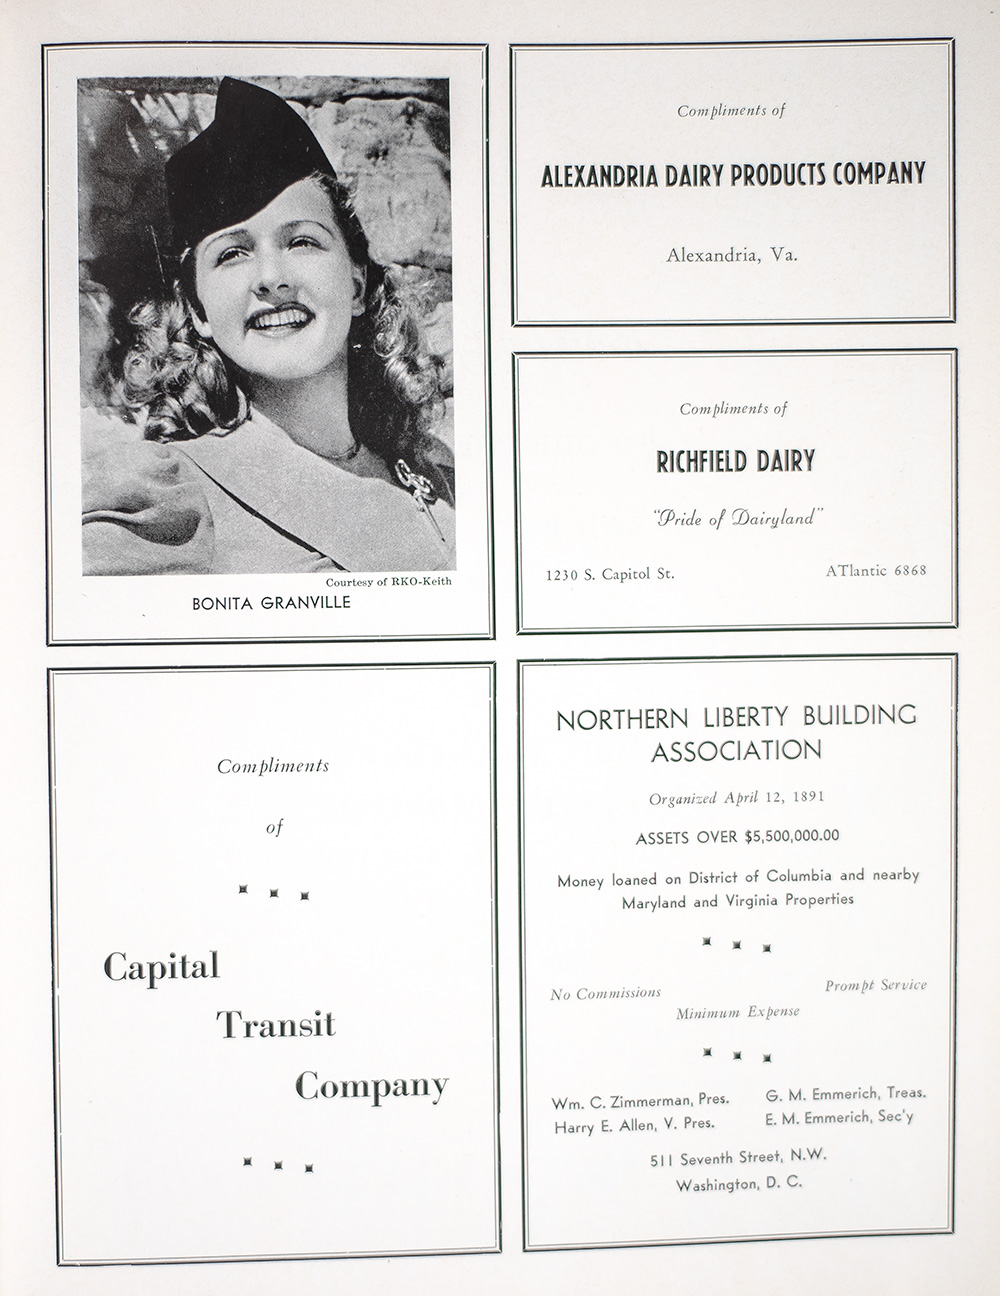 Courtesy of RKO-Keith
BONITA GRANVILLE
Compliments of
ALEXANDRIA DAIRY PRODUCTS COMPANY
Alexandria, Va.
Compliments of
RICHFIELD DAIRY
"Pride of Dairyland"
1230 S. Capitol St. ATlantic 6868
Compliments
of
Capital
Transit
Company
NORTHERN LIBERTY BUILDING
ASSOCIATION
Organized April 12, 1891
ASSETS OVER $5,500,000.00
Money loaned on District of Columbia and nearby
Maryland and Virginia Properties
No Commissions Prompt Service
Minimum Expense
Wm. C. Zimmerman, Pres. G. M. Emmerich, Treas.
Harry E. Allen, V. Pres. E. M. Emmerich, Sec'y
511 Seventh Street, N.W.
Washington, D. C.